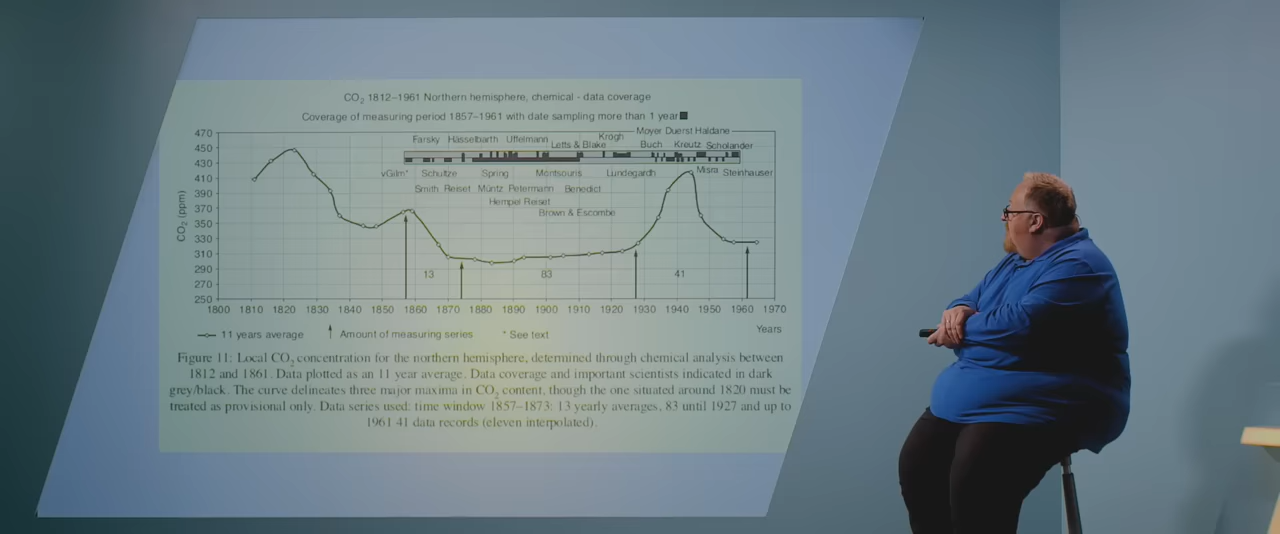 CO2 1812–1961 Northern hemisphere, chemical - data coverage
Coverage of measuring period 1857–1961 with date sampling more than 1 year
470
450
430
410
390
370
350
330
310
290
270
250
CO2 (ppm)
Moyer Duerst Haldane
Farsky Hässelbarth Uffelmann Krogh
Letts & Blake Buch Kreutz Scholander
vGilm* Schultze Spring Montsouris Lundegardh Misra Steinhauser
Smith Reiset Müntz Petermann Benedict
Hempel Reiset
Brown & Escombe
13 83 41
1800 1810 1820 1830 1840 1850 1860 1870 1880 1890 1900 1910 1920 1930 1940 1950 1960 1970
Years
11 years average Amount of measuring series * See text
Figure 11: Local CO2 concentration for the northern hemisphere, determined through chemical analysis between
1812 and 1861. Data plotted as an 11 year average. Data coverage and important scientists indicated in dark
grey/black. The curve delineates three major maxima in CO2 content, though the one situated around 1820 must be
treated as provisional only. Data series used: time window 1857–1873: 13 yearly averages, 83 until 1927 and up to
1961 41 data records (eleven interpolated).